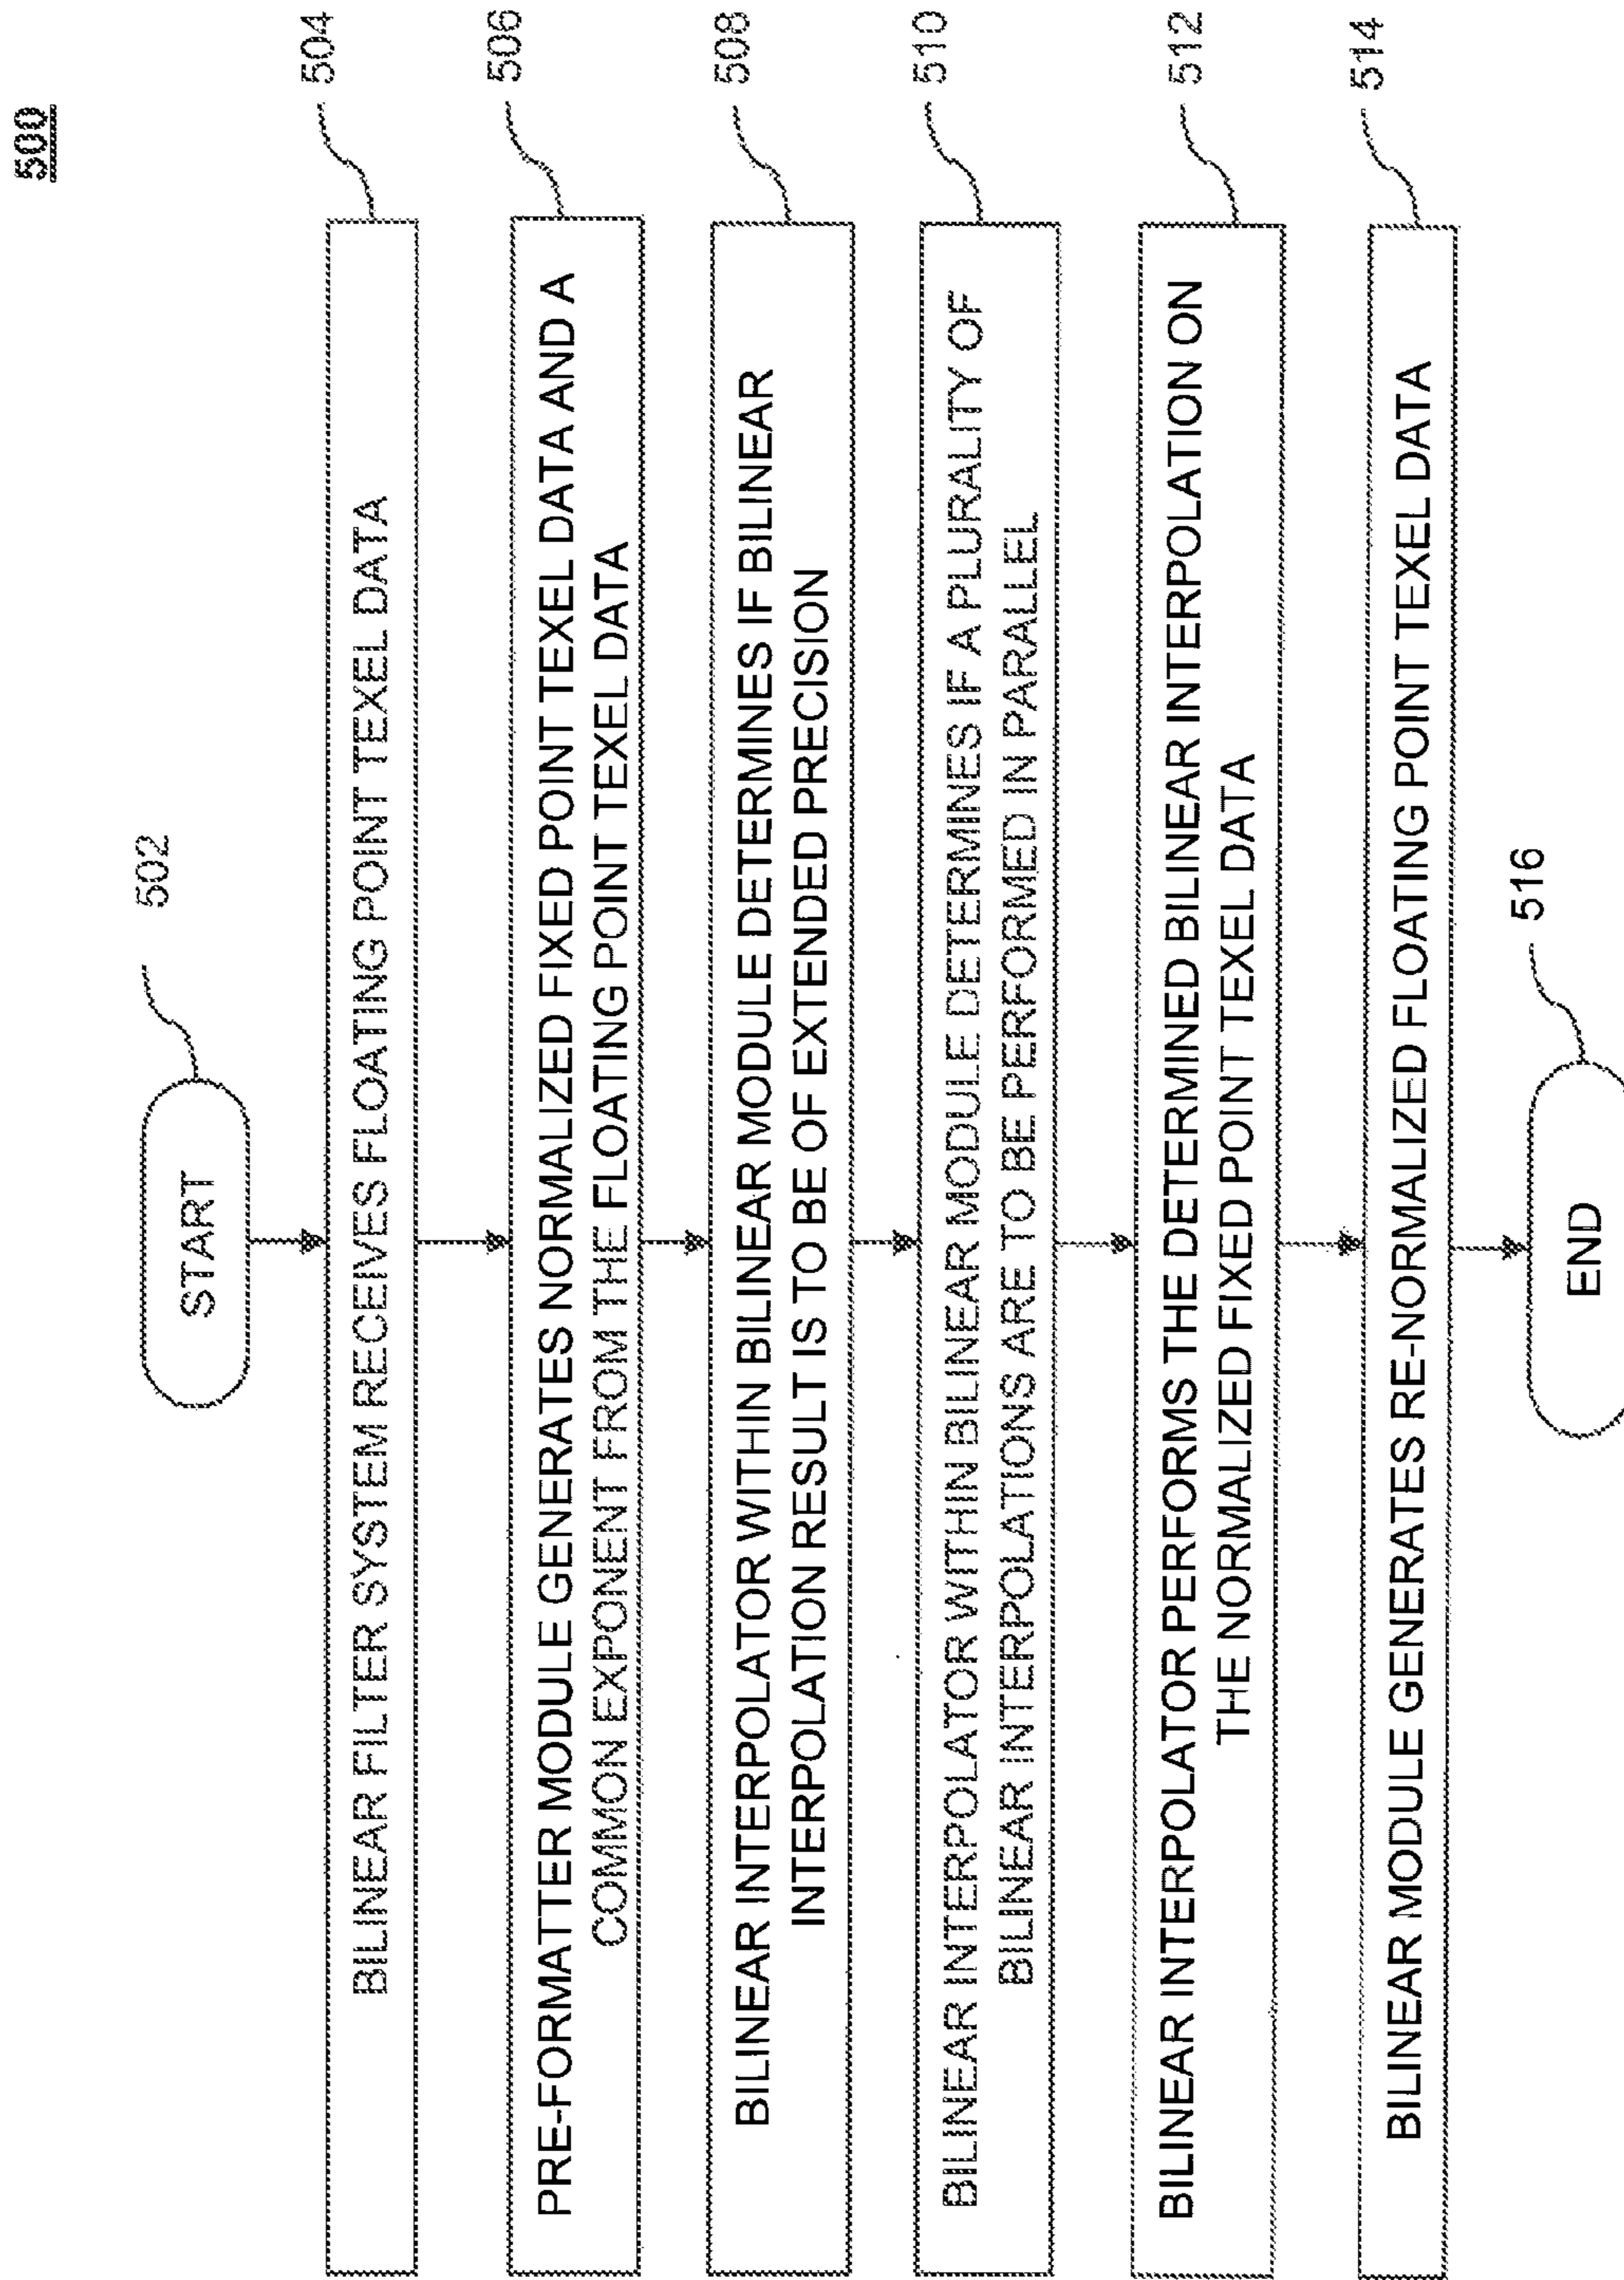 500
502
START
504
BILINEAR FILTER SYSTEM RECEIVES FLOATING POINT TEXEL DATA
506
PRE-FORMATTER MODULE GENERATES NORMALIZED FIXED POINT TEXEL DATA AND A
COMMON EXPONENT FROM THE FLOATING POINT TEXEL DATA
508
BILINEAR INTERPOLATOR WITHIN BILINEAR MODULE DETERMINES IF BILINEAR
INTERPOLATION RESULT IS TO BE OF EXTENDED PRECISION
510
BILINEAR INTERPOLATOR WITHIN BILINEAR MODULE DETERMINES IF A PLURALITY OF
BILINEAR INTERPOLATIONS ARE TO BE PERFORMED IN PARALLEL
512
BILINEAR INTERPOLATOR PERFORMS THE DETERMINED BILINEAR INTERPOLATION ON
THE NORMALIZED FIXED POINT TEXEL DATA
514
BILINEAR MODULE GENERATES RE-NORMALIZED FLOATING POINT TEXEL DATA
516
END